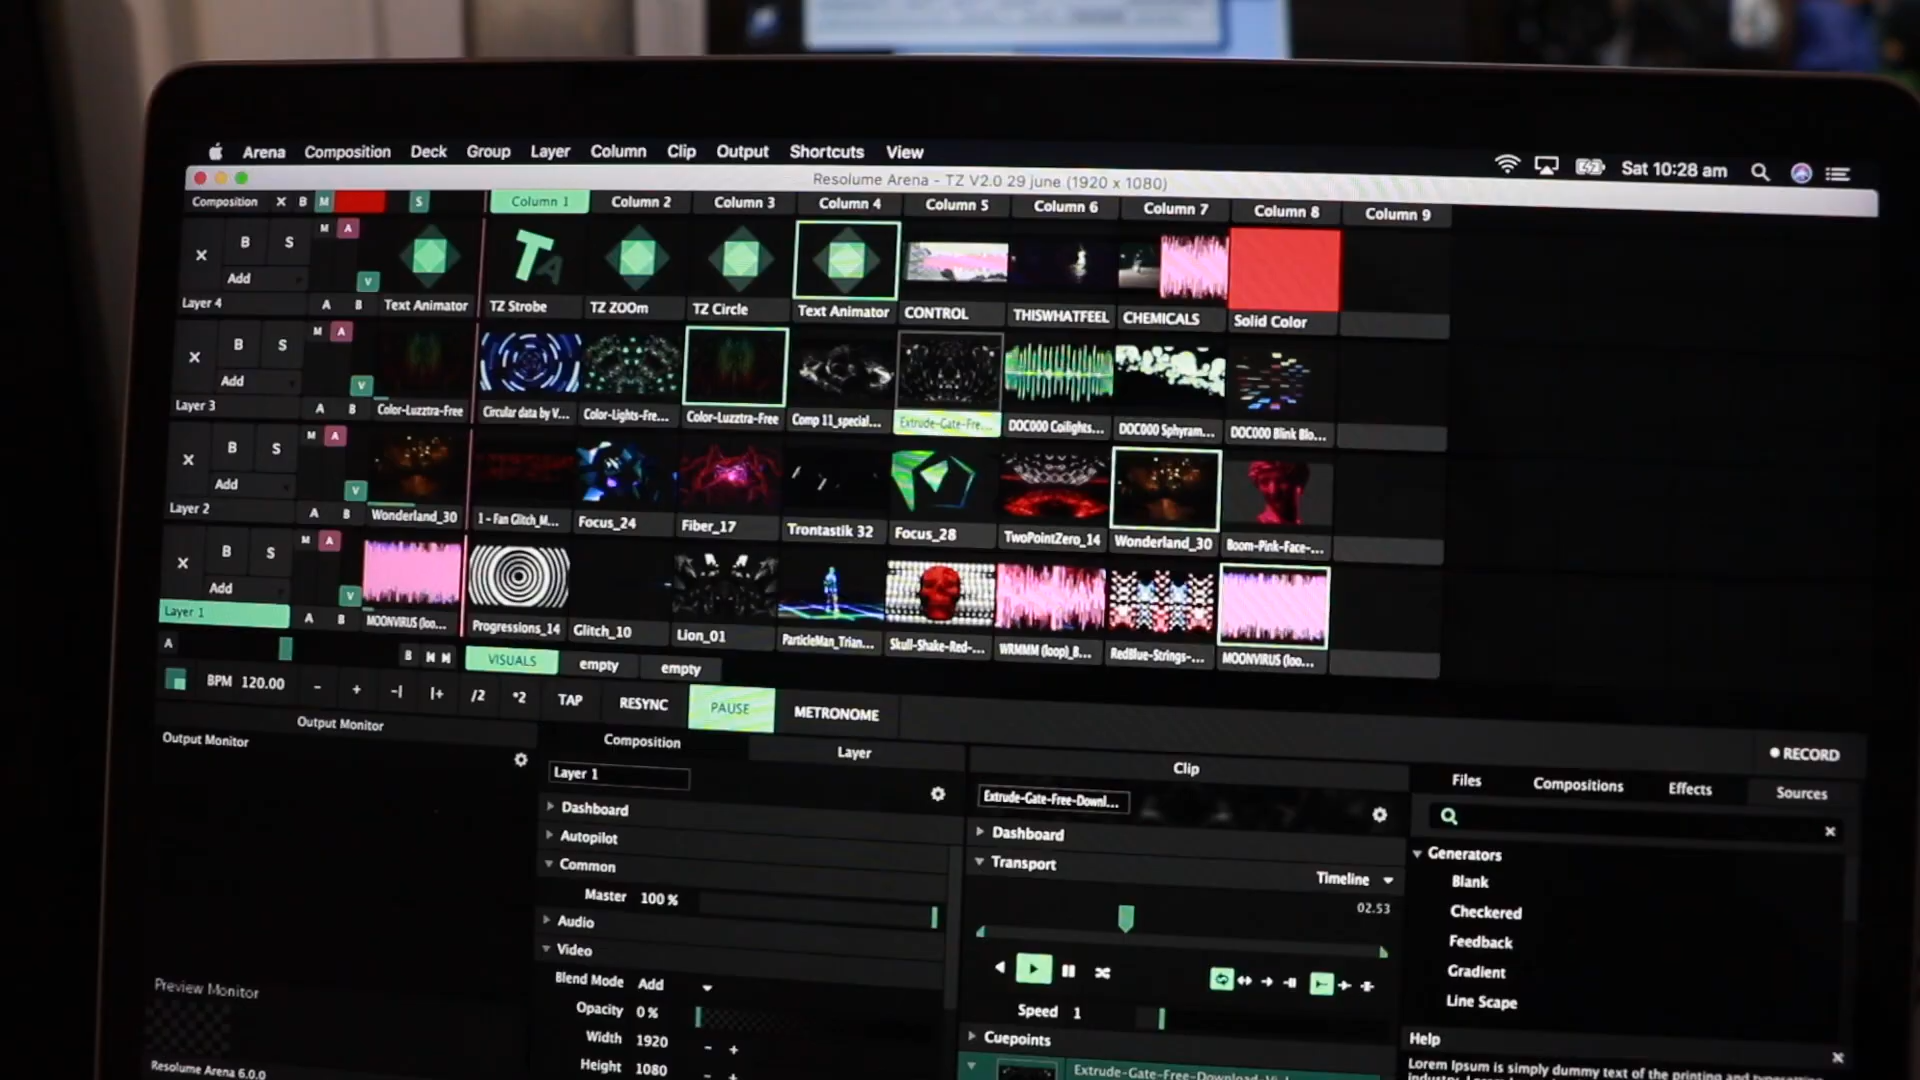 Arena Composition Deck Group Layer Column Clip Output Shortcuts View Sat 10:28 am
Resolume Arena - TZ V2.0 29 june (1920 x 1080)
Composition X B M S Column 1 Column 2 Column 3 Column 4 Column 5 Column 6 Column 7 Column 8 Column 9
M A
X B S
Add V
Layer 4 A B Text Animator TZ Strobe TZ ZOOm TZ Circle Text Animator CONTROL THISWHATFEEL CHEMICALS Solid Color
M A
X B S
Add V
Layer 3 A B Color-Luzztra-Free Circular data by V... Color-Lights-Fre... Color-Luzztra-Free Comp 11_special... Extrude-Gate-Fre... DOC000 Coilights... DOC000 Sphyram... DOC000 Blink Blo...
M A
X B S
Add V
Layer 2 A B Wonderland_30 1 - Fan Glitch_M... Focus_24 Fiber_17 Trontastik 32 Focus_28 TwoPointZero_14 Wonderland_30 Boom-Pink-Face-...
M A
X B S
Add V
Layer 1 A B MOONVIRUS (loo... Progressions_14 Glitch_10 Lion_01 ParticleMan_Trian... Skull-Shake-Red-... WRMMM (loop)_B... RedBlue-Strings-... MOONVIRUS (loo...
A B VISUALS empty empty
BPM 120.00 - + -| |+ /2 *2 TAP RESYNC PAUSE METRONOME
RECORD
Output Monitor Composition Layer Clip Files Compositions Effects Sources
Output Monitor
Layer 1
Dashboard
Autopilot
Common
Master 100 %
Audio
Video
Blend Mode Add
Opacity 0 %
Width 1920 - +
Height 1080 - +
Extrude-Gate-Free-Downl...
Dashboard
Transport
Timeline
02.53
Speed 1
Cuepoints
Extrude-Gate-Free-Download
Generators
Blank
Checkered
Feedback
Gradient
Line Scape
Help
Lorem Ipsum is simply dummy text of the printing and typesetting
Preview Monitor
Resolume Arena 6.0.0